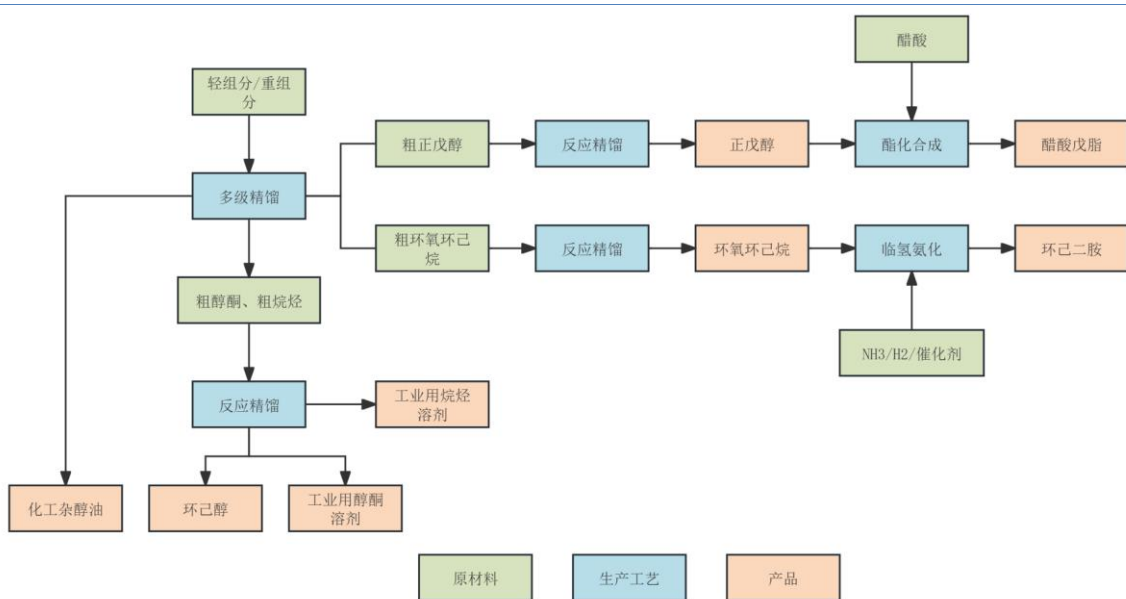 醋酸
轻组分/重组
分
粗正戊醇
反应精馏
正戊醇
酯化合成
醋酸戊脂
多级精馏
粗环氧环己
烷
反应精馏
环氧环己烷
临氢氨化
环己二胺
粗醇酮、粗烷烃
NH3/H2/催化剂
反应精馏
工业用烷烃
溶剂
化工杂醇油
环己醇
工业用醇酮
溶剂
原材料
生产工艺
产品